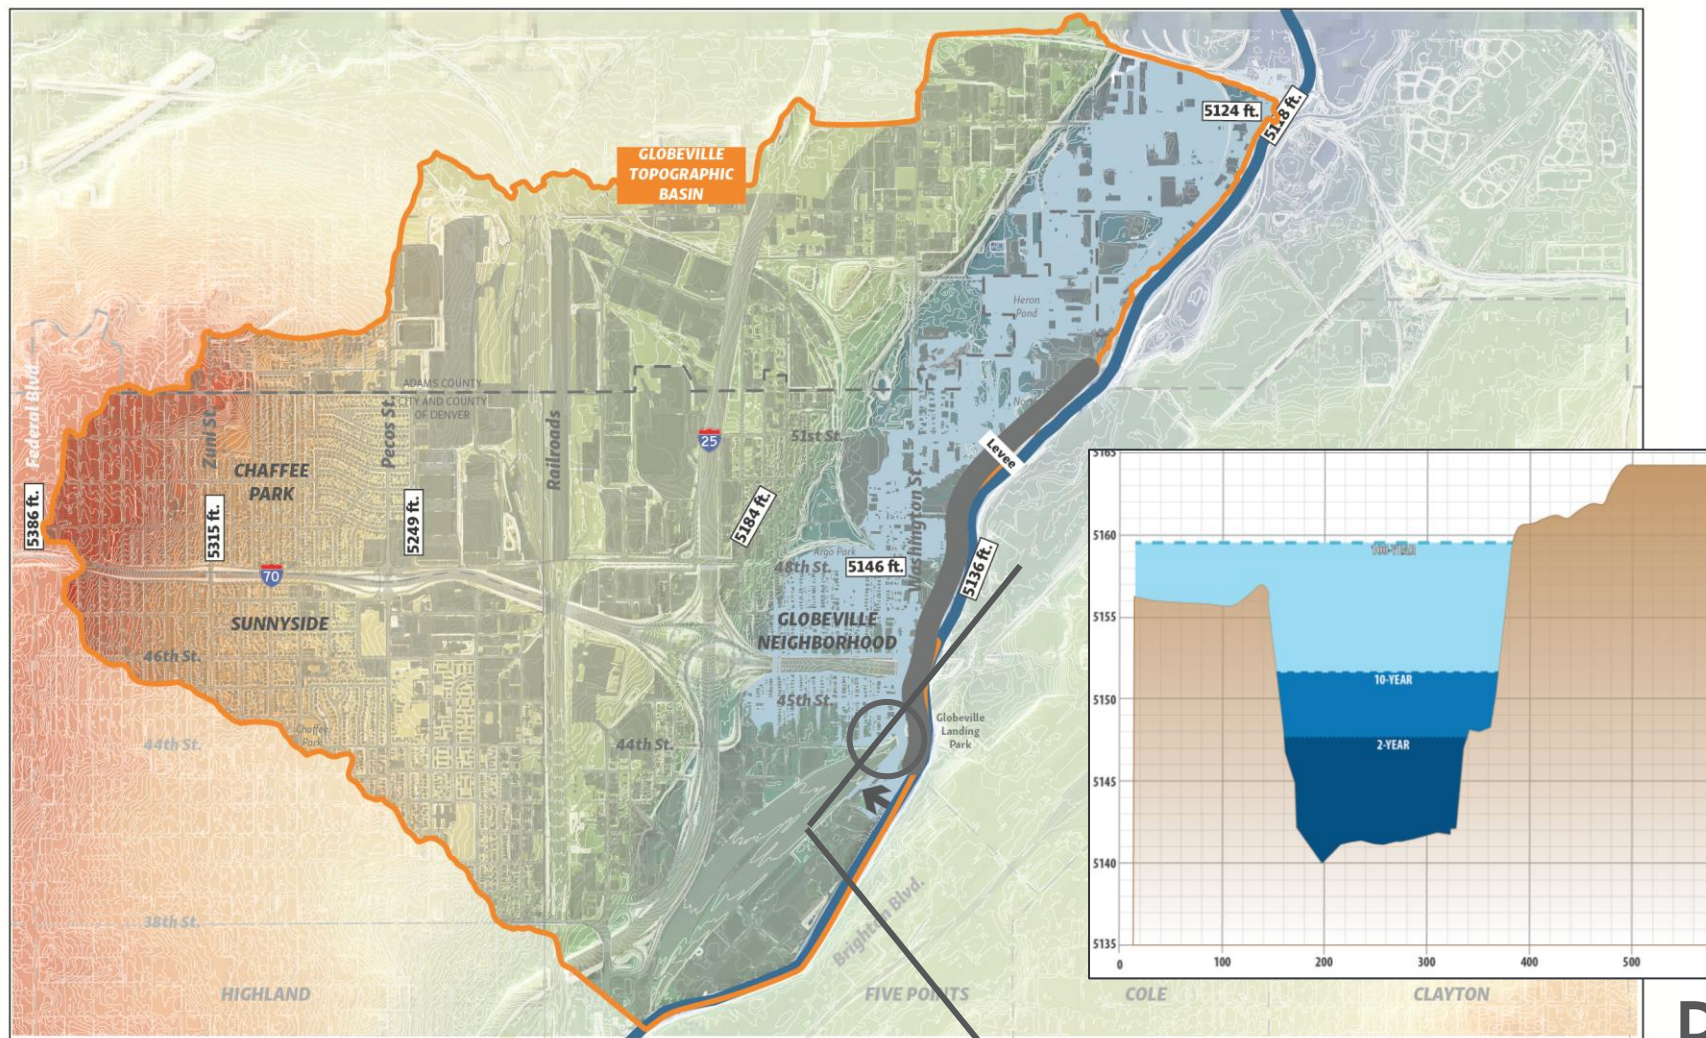 GLOBEVILLE
TOPOGRAPHIC
BASIN
5124 ft.
5118 ft.
Heron
Pond
ADAMS COUNTY
CITY AND COUNTY
OF DENVER
Federal Blvd.
Zuni St.
Pecos St.
Railroads
25
51st St.
Levee
CHAFFEE
PARK
Washington St
5386 ft.
5315 ft.
5249 ft.
5184 ft.
Argo Park
48th St.
5146 ft.
5136 ft.
70
SUNNYSIDE
GLOBEVILLE
NEIGHBORHOOD
46th St.
45th St.
Globeville
Landing
Park
Chaffee
Park
44th St.
44th St.
38th St.
Brighton Blvd.
HIGHLAND
FIVE POINTS
COLE
CLAYTON
5165
5160
100-YEAR
5155
5150
10-YEAR
2-YEAR
5145
5140
5135
0 100 200 300 400 500
D